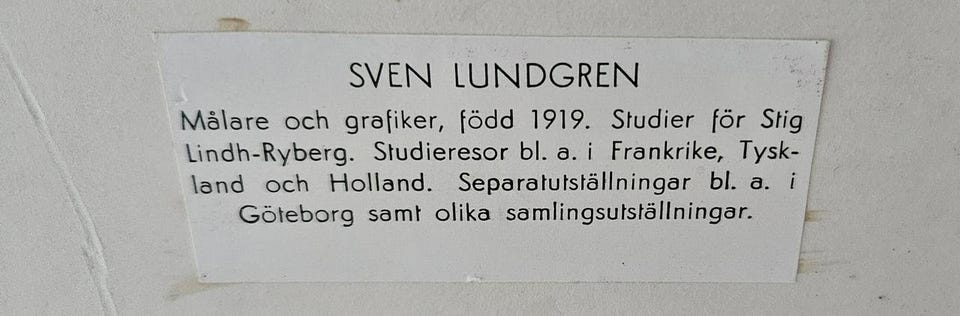 SVEN LUNDGREN
Målare och grafiker, född 1919. Studier för Stig
Lindh-Ryberg. Studieresor bl. a. i Frankrike, Tysk-
land och Holland. Separatutställningar bl. a. i
Göteborg samt olika samlingsutställningar.